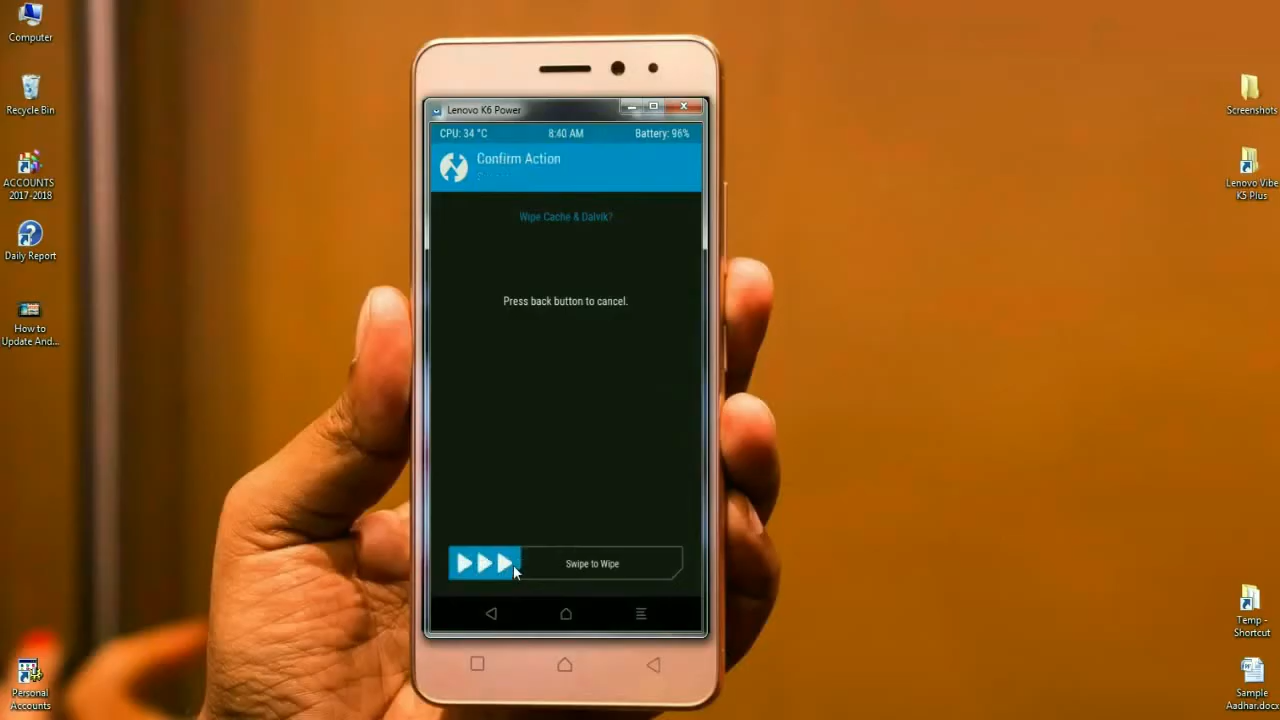 Computer
Recycle Bin
ACCOUNTS
2017-2018
Daily Report
How to
Update And...
Personal
Accounts
Lenovo K6 Power
CPU: 34 °C
8:40 AM
Battery: 96%
Confirm Action
Wipe Cache & Dalvik?
Press back button to cancel.
Swipe to Wipe
Screenshots
Lenovo Vibe
K5 Plus
Temp -
Shortcut
Sample
Aadhar.docx